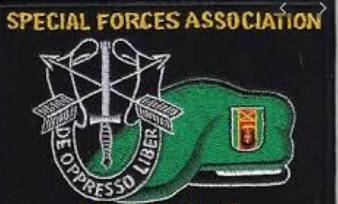 SPECIAL FORCES ASSOCIATION
DE OPPRESSO LIBER